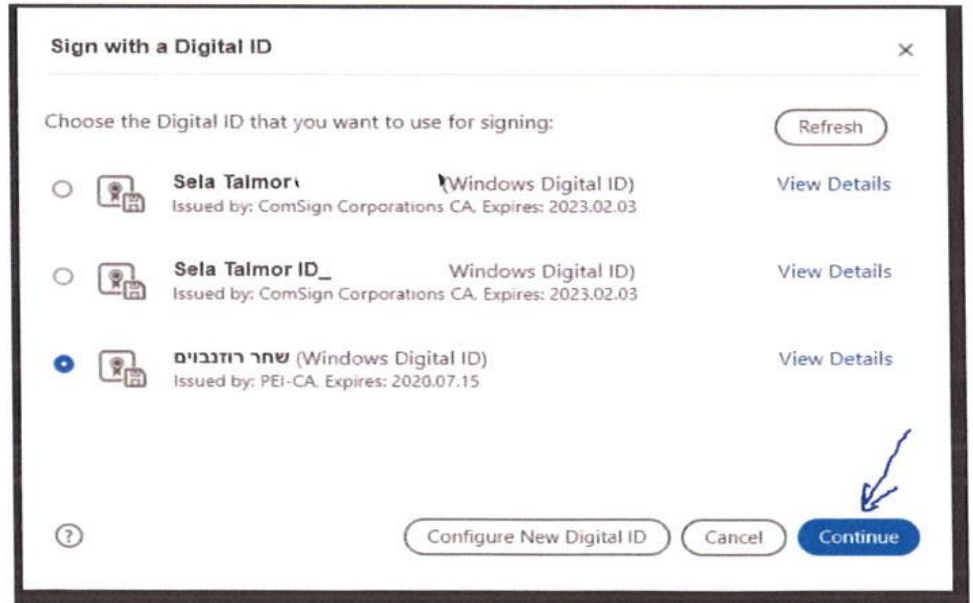 Sign with a Digital ID
Choose the Digital ID that you want to use for signing:
Refresh
Sela Talmor (Windows Digital ID)
View Details
Issued by: ComSign Corporations CA, Expires: 2023.02.03
Sela Talmor ID_ Windows Digital ID)
View Details
Issued by: ComSign Corporations CA, Expires: 2023.02.03
שחר רוזנבוים (Windows Digital ID)
View Details
Issued by: PEI-CA, Expires: 2020.07.15
Configure New Digital ID
Cancel
Continue